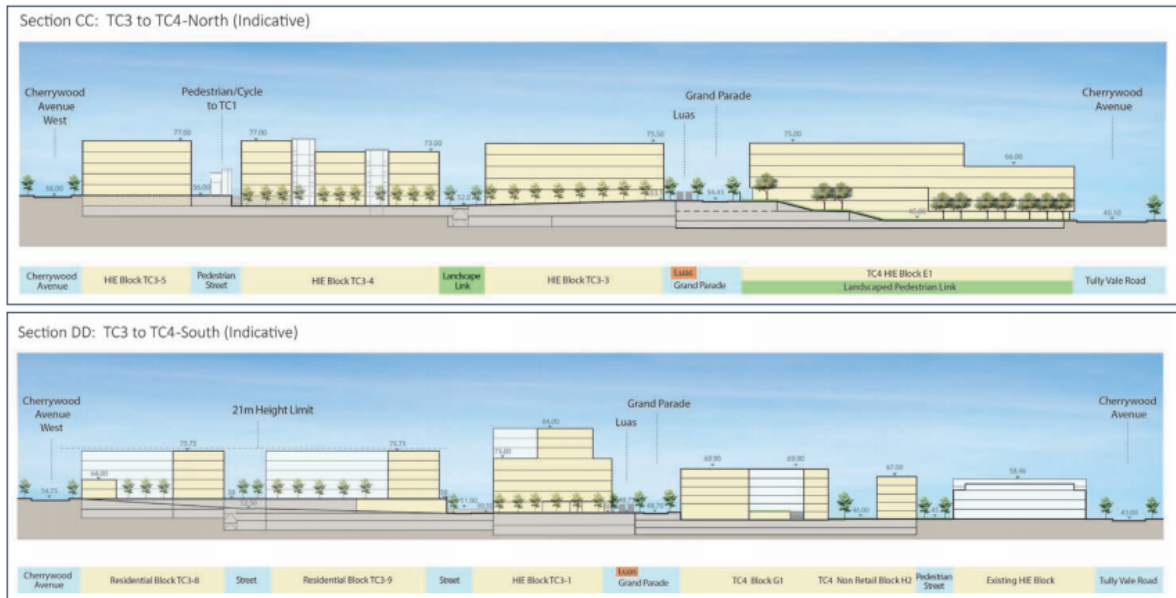 Section CC: TC3 to TC4-North (Indicative)
Cherrywood
Avenue
West
Pedestrian/Cycle
to TC1
Grand Parade
Luas
Cherrywood
Avenue
77.00
77.00
73.00
75.50
75.00
66.00
56.00
56.00
52.0
54.45
45.00
40.50
Cherrywood
Avenue
HIE Block TC3-5
Pedestrian
Street
HIE Block TC3-4
Landscape
Link
HIE Block TC3-3
Luas
Grand Parade
TC4 HIE Block E1
Landscaped Pedestrian Link
Tully Vale Road
Section DD: TC3 to TC4-South (Indicative)
Cherrywood
Avenue
West
21m Height Limit
Grand Parade
Luas
Cherrywood
Avenue
75.75
75.75
84.00
73.80
64.00
69.90
69.90
67.00
58.46
56.25
51.00
48.70
46.00
43.00
Cherrywood
Avenue
Residential Block TC3-8
Street
Residential Block TC3-9
Street
HIE Block TC3-1
Luas
Grand Parade
TC4 Block G1
TC4 Non Retail Block H2
Pedestrian
Street
Existing HIE Block
Tully Vale Road